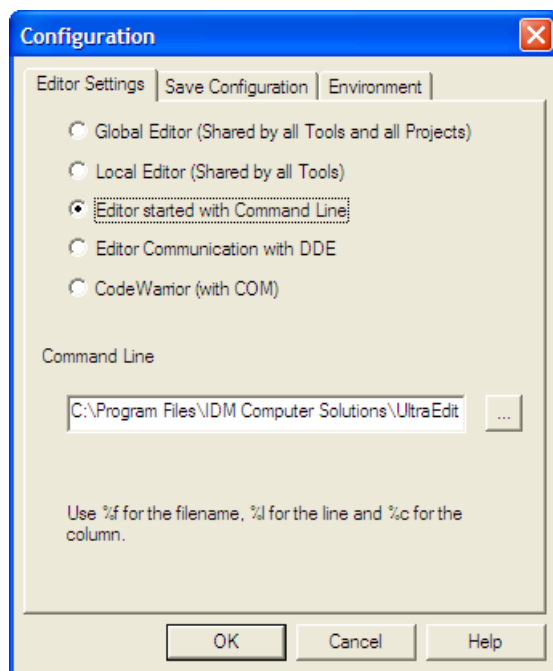 Configuration
Editor Settings
Save Configuration
Environment
Global Editor (Shared by all Tools and all Projects)
Local Editor (Shared by all Tools)
Editor started with Command Line
Editor Communication with DDE
CodeWarrior (with COM)
Command Line
C:\Program Files\IDM Computer Solutions\UltraEdit
...
Use %f for the filename, %l for the line and %c for the
column.
OK
Cancel
Help